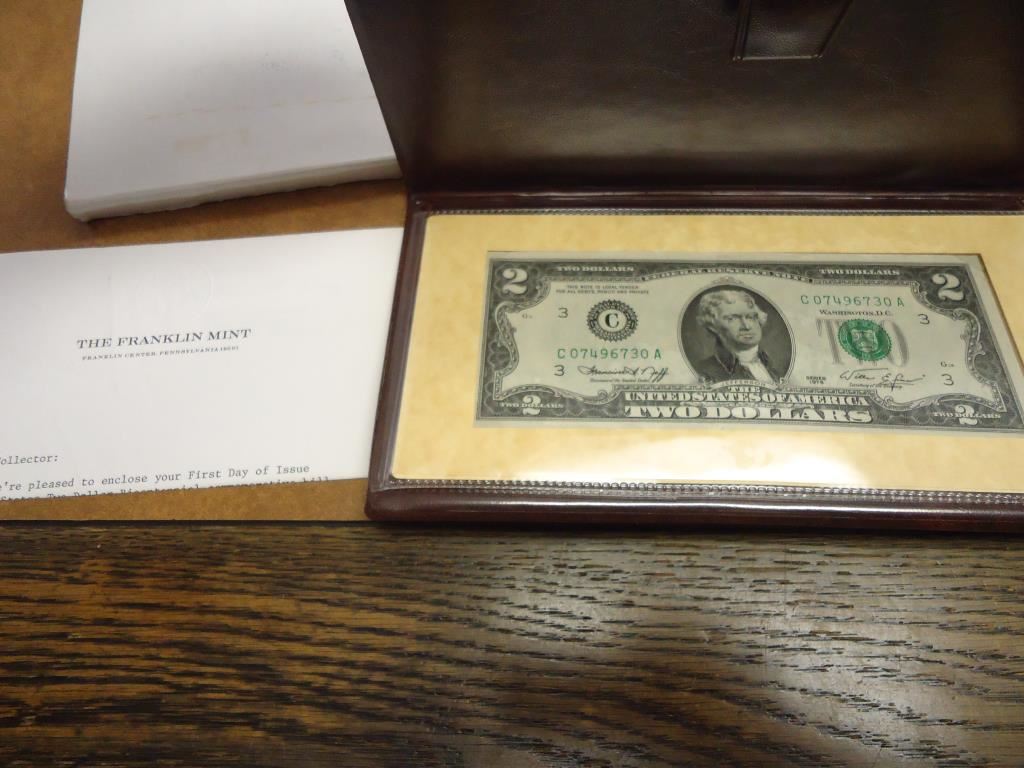 THE FRANKLIN MINT
FRANKLIN CENTER, PENNSYLVANIA 19091
ollector:
're pleased to enclose your First Day of Issue
2 TWO DOLLARS FEDERAL RESERVE NOTE TWO DOLLARS 2
THIS NOTE IS LEGAL TENDER
FOR ALL DEBTS, PUBLIC AND PRIVATE
C 07496730 A
WASHINGTON, D.C.
3 C 3
C 07496730 A
3 3
SERIES
1976
JEFFERSON
THE
UNITED STATES OF AMERICA
TWO DOLLARS 2 TWO DOLLARS TWO DOLLARS 2